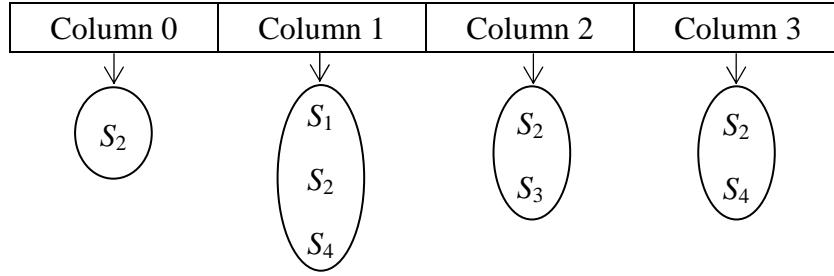 Column 0 Column 1 Column 2 Column 3
S₂ S₁ S₂ S₂
S₂ S₃ S₄
S₄